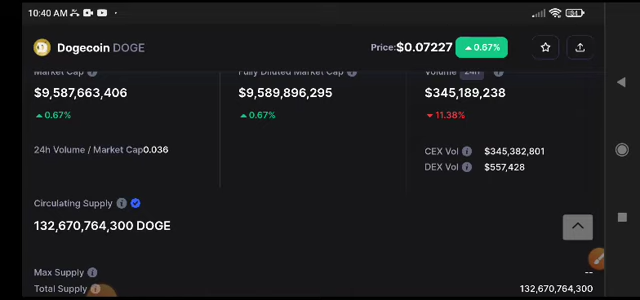 10:40 AM
Dogecoin DOGE
Price: $0.07227 0.67%
Market Cap
Fully Diluted Market Cap
Volume 24h
$9,587,663,406
$9,589,896,295
$345,189,238
0.67%
0.67%
11.38%
24h Volume / Market Cap 0.036
CEX Vol $345,382,801
DEX Vol $557,428
Circulating Supply
132,670,764,300 DOGE
Max Supply --
Total Supply 132,670,764,300